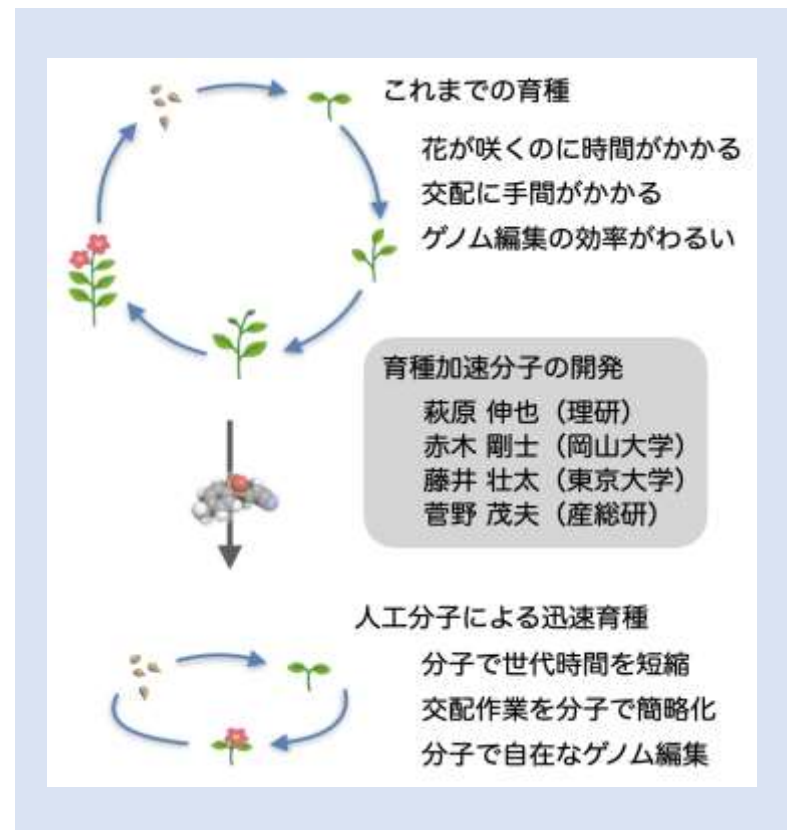 これまでの育種
花が咲くのに時間がかかる
交配に手間がかかる
ゲノム編集の効率がわるい
育種加速分子の開発
萩原 伸也（理研）
赤木 剛士（岡山大学）
藤井 壮太（東京大学）
菅野 茂夫（産総研）
人工分子による迅速育種
分子で世代時間を短縮
交配作業を分子で簡略化
分子で自在なゲノム編集